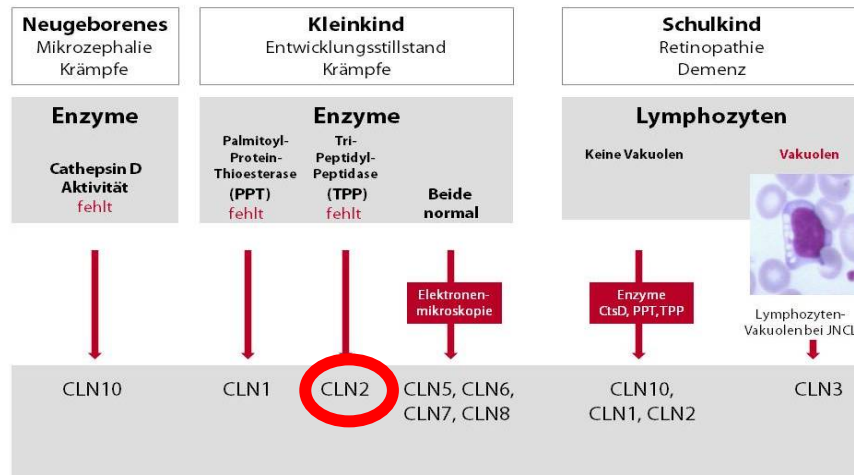 Neugeborenes
Mikrozephalie
Krämpfe
Kleinkind
Entwicklungsstillstand
Krämpfe
Schulkind
Retinopathie
Demenz
Enzyme
Cathepsin D
Aktivität
fehlt
Enzyme
Palmitoyl-
Protein-
Thioesterase
(PPT)
fehlt
Tri-
Peptidyl-
Peptidase
(TPP)
fehlt
Beide
normal
Lymphozyten
Keine Vakuolen
Vakuolen
Elektronen-
mikroskopie
Enzyme
CtsD, PPT,TPP
Lymphozyten-
Vakuolen bei JNCL
CLN10
CLN1
CLN2
CLN5, CLN6,
CLN7, CLN8
CLN10,
CLN1, CLN2
CLN3